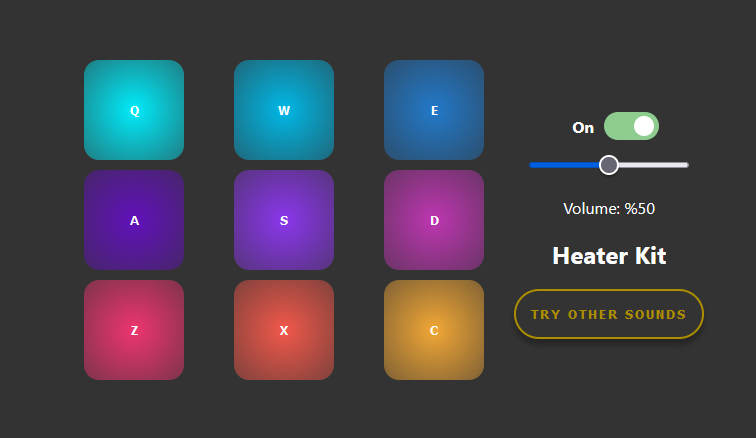 Q W E
A S D
Z X C
On
Volume: %50
Heater Kit
TRY OTHER SOUNDS